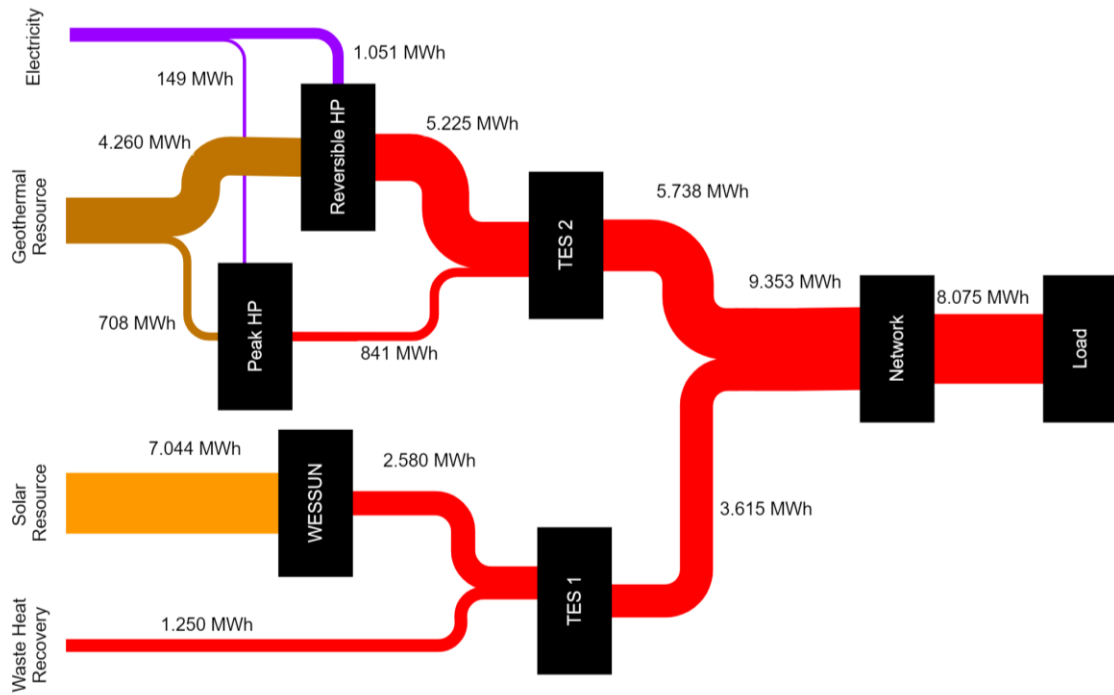 Electricity
149 MWh
1.051 MWh
Reversible HP
4.260 MWh
5.225 MWh
Geothermal
Resource
708 MWh
Peak HP
841 MWh
TES 2
5.738 MWh
9.353 MWh
Network
8.075 MWh
Load
Solar
Resource
7.044 MWh
WESSUN
2.580 MWh
3.615 MWh
TES 1
Waste Heat
Recovery
1.250 MWh